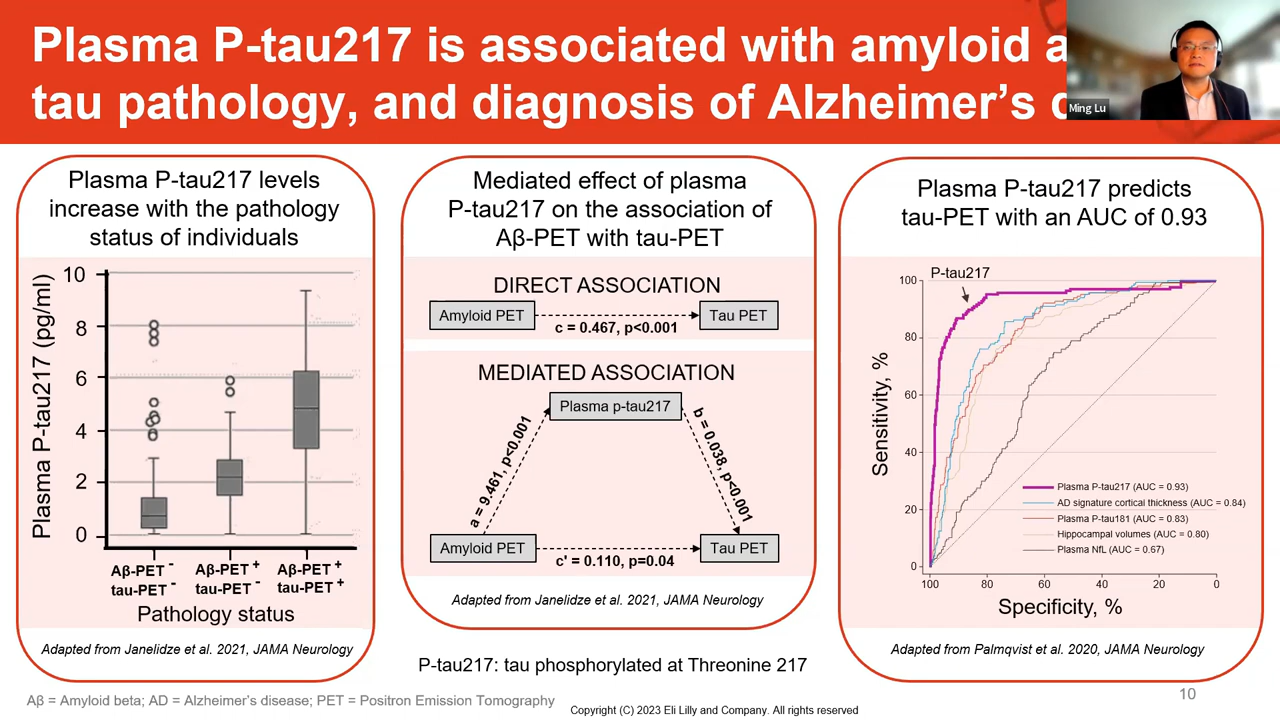 Plasma P-tau217 is associated with amyloid a
tau pathology, and diagnosis of Alzheimer's
Ming Lu
Plasma P-tau217 levels
increase with the pathology
status of individuals
Plasma P-tau217 (pg/ml)
10
8
6
4
2
0
Aβ-PET - Aβ-PET + Aβ-PET +
tau-PET - tau-PET - tau-PET +
Pathology status
Adapted from Janelidze et al. 2021, JAMA Neurology
Mediated effect of plasma
P-tau217 on the association of
Aβ-PET with tau-PET
DIRECT ASSOCIATION
Amyloid PET Tau PET
c = 0.467, p<0.001
MEDIATED ASSOCIATION
Plasma p-tau217
a = 9.461, p<0.001
b = 0.038, p<0.001
Amyloid PET Tau PET
c' = 0.110, p=0.04
Adapted from Janelidze et al. 2021, JAMA Neurology
P-tau217: tau phosphorylated at Threonine 217
Plasma P-tau217 predicts
tau-PET with an AUC of 0.93
P-tau217
Sensitivity, %
100
80
60
40
20
0
Plasma P-tau217 (AUC = 0.93)
AD signature cortical thickness (AUC = 0.84)
Plasma P-tau181 (AUC = 0.83)
Hippocampal volumes (AUC = 0.80)
Plasma NfL (AUC = 0.67)
100 80 60 40 20 0
Specificity, %
Adapted from Palmqvist et al. 2020, JAMA Neurology
Aβ = Amyloid beta; AD = Alzheimer's disease; PET = Positron Emission Tomography
Copyright (C) 2023 Eli Lilly and Company. All rights reserved
10